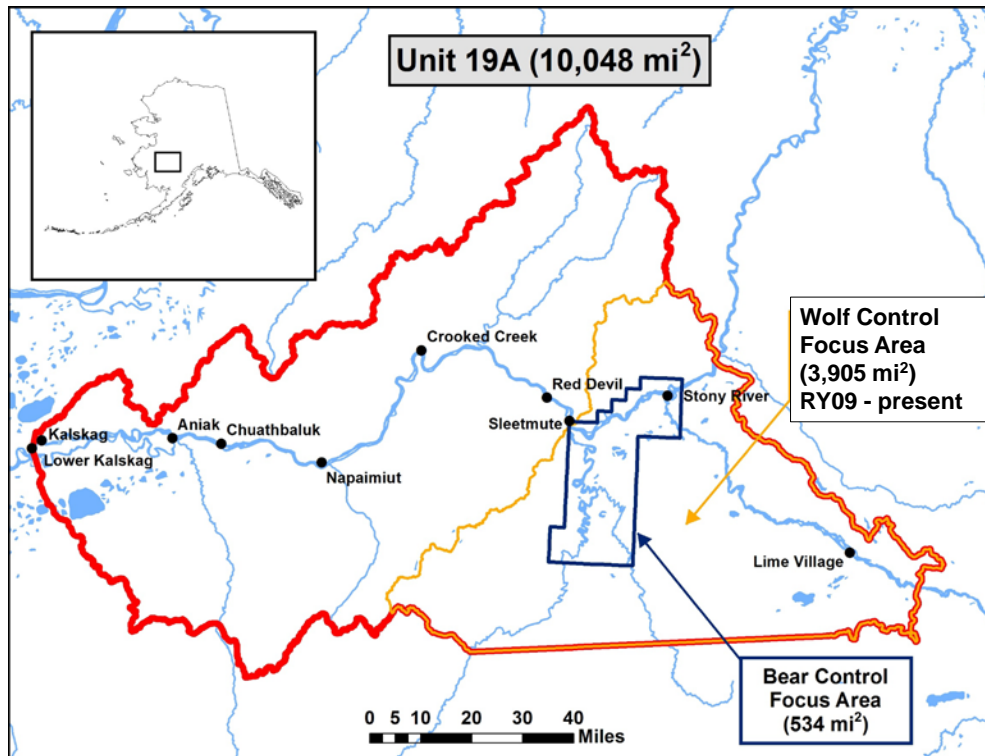 Unit 19A (10,048 mi²)
Wolf Control
Focus Area
(3,905 mi²)
RY09 - present
Crooked Creek
Red Devil
Stony River
Sleetmute
Kalskag
Aniak
Chuathbaluk
Lower Kalskag
Napaimiut
Lime Village
Bear Control
Focus Area
(534 mi²)
0 5 10 20 30 40
Miles